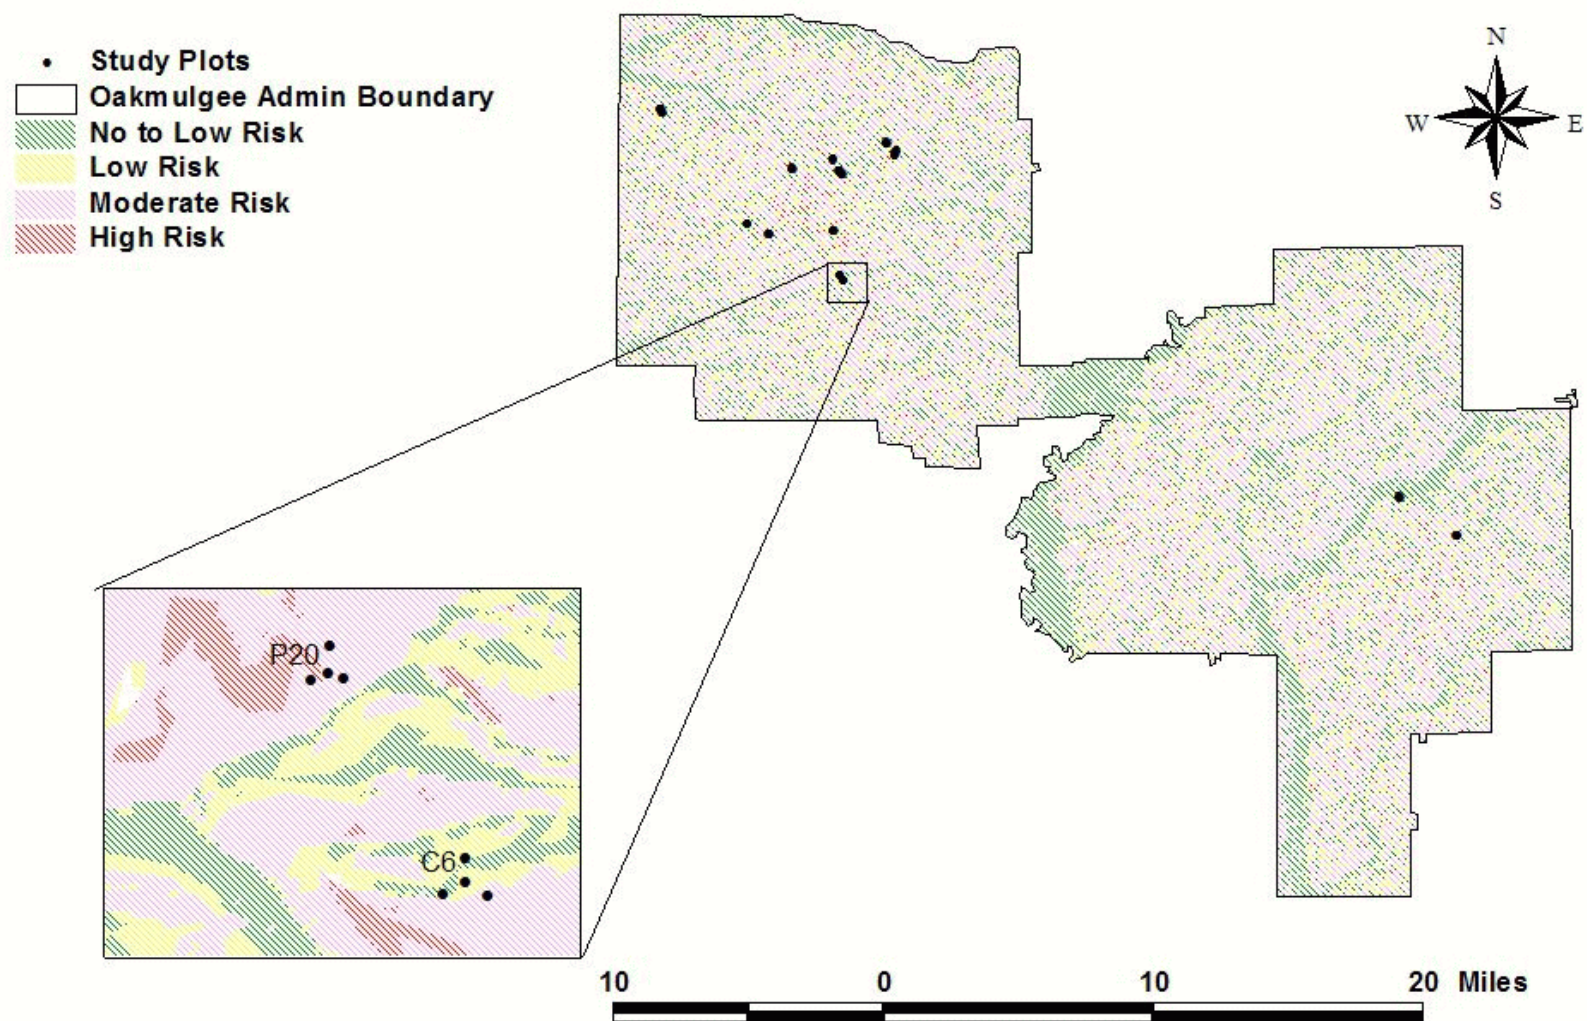 Study Plots
Oakmulgee Admin Boundary
No to Low Risk
Low Risk
Moderate Risk
High Risk
N
W E
S
P20
C6
10 0 10 20 Miles